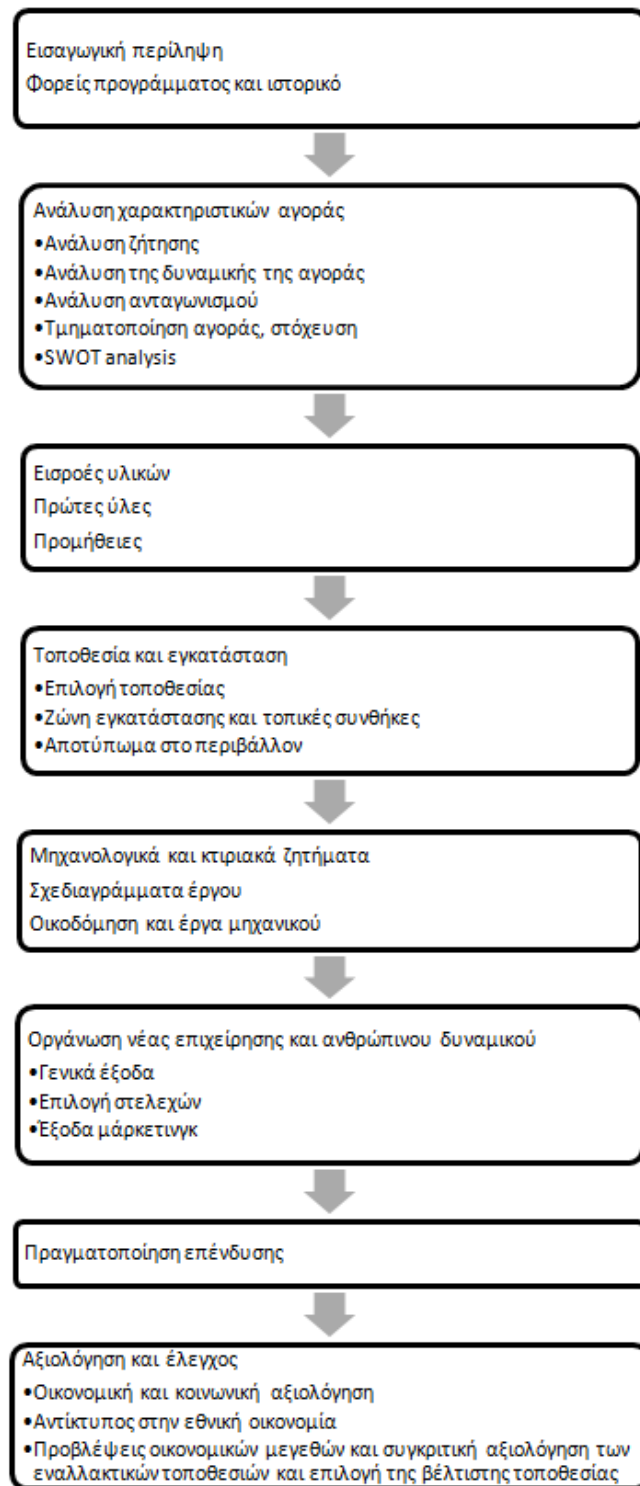 Εισαγωγική περίληψη
Φορείς προγράμματος και ιστορικό
Ανάλυση χαρακτηριστικών αγοράς
•Ανάλυση ζήτησης
•Ανάλυση της δυναμικής της αγοράς
•Ανάλυση ανταγωνισμού
•Τμηματοποίηση αγοράς, στόχευση
•SWOT analysis
Εισροές υλικών
Πρώτες ύλες
Προμήθειες
Τοποθεσία και εγκατάσταση
•Επιλογή τοποθεσίας
•Ζώνη εγκατάστασης και τοπικές συνθήκες
•Αποτύπωμα στο περιβάλλον
Μηχανολογικά και κτιριακά ζητήματα
Σχεδιαγράμματα έργου
Οικοδόμηση και έργα μηχανικού
Οργάνωση νέας επιχείρησης και ανθρώπινου δυναμικού
•Γενικά έξοδα
•Επιλογή στελεχών
•Έξοδα μάρκετινγκ
Πραγματοποίηση επένδυσης
Αξιολόγηση και έλεγχος
•Οικονομική και κοινωνική αξιολόγηση
•Αντίκτυπος στην εθνική οικονομία
•Προβλέψεις οικονομικών μεγεθών και συγκριτική αξιολόγηση των
εναλλακτικών τοποθεσιών και επιλογή της βέλτιστης τοποθεσίας